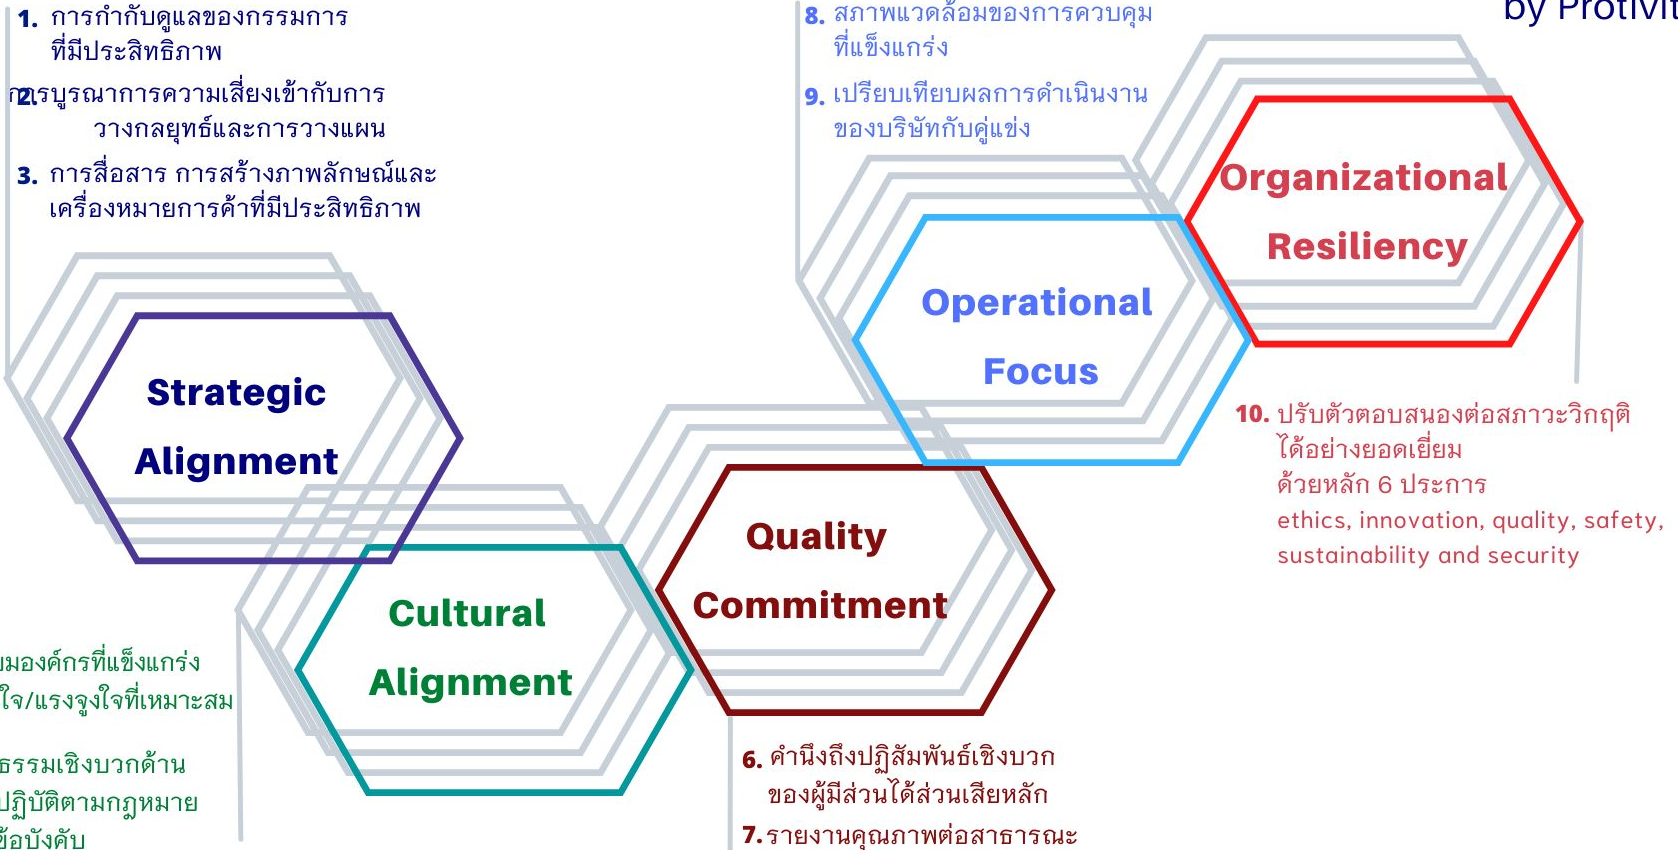 by Protivit
1. การกำกับดูแลของกรรมการ
ที่มีประสิทธิภาพ
2. การบูรณาการความเสี่ยงเข้ากับการ
วางกลยุทธ์และการวางแผน
3. การสื่อสาร การสร้างภาพลักษณ์และ
เครื่องหมายการค้าที่มีประสิทธิภาพ
Strategic
Alignment
ยมองค์กรที่แข็งแกร่ง
ใจ/แรงจูงใจที่เหมาะสม
ธรรมเชิงบวกด้าน
ปฏิบัติตามกฎหมาย
ข้อบังคับ
Cultural
Alignment
Quality
Commitment
6. คำนึงถึงปฏิสัมพันธ์เชิงบวก
ของผู้มีส่วนได้ส่วนเสียหลัก
7. รายงานคุณภาพต่อสาธารณะ
8. สภาพแวดล้อมของการควบคุม
ที่แข็งแกร่ง
9. เปรียบเทียบผลการดำเนินงาน
ของบริษัทกับคู่แข่ง
Operational
Focus
Organizational
Resiliency
10. ปรับตัวตอบสนองต่อสภาวะวิกฤติ
ได้อย่างยอดเยี่ยม
ด้วยหลัก 6 ประการ
ethics, innovation, quality, safety,
sustainability and security